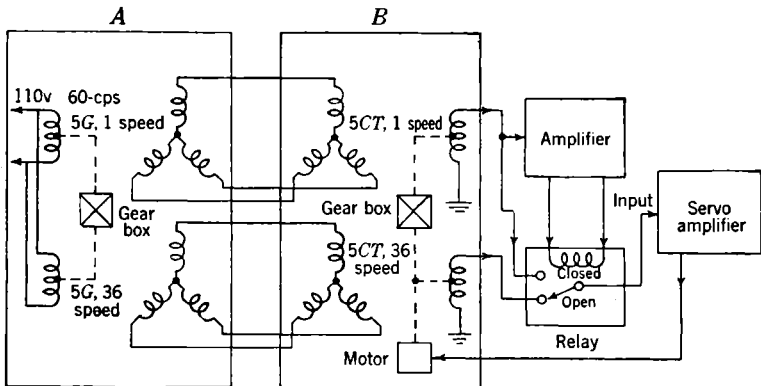 A
B
110v 60-cps
5G, 1 speed
Gear
box
5G, 36
speed
5CT, 1 speed
Gear box
5CT, 36
speed
Motor
Amplifier
Input
Servo
amplifier
Closed
Open
Relay